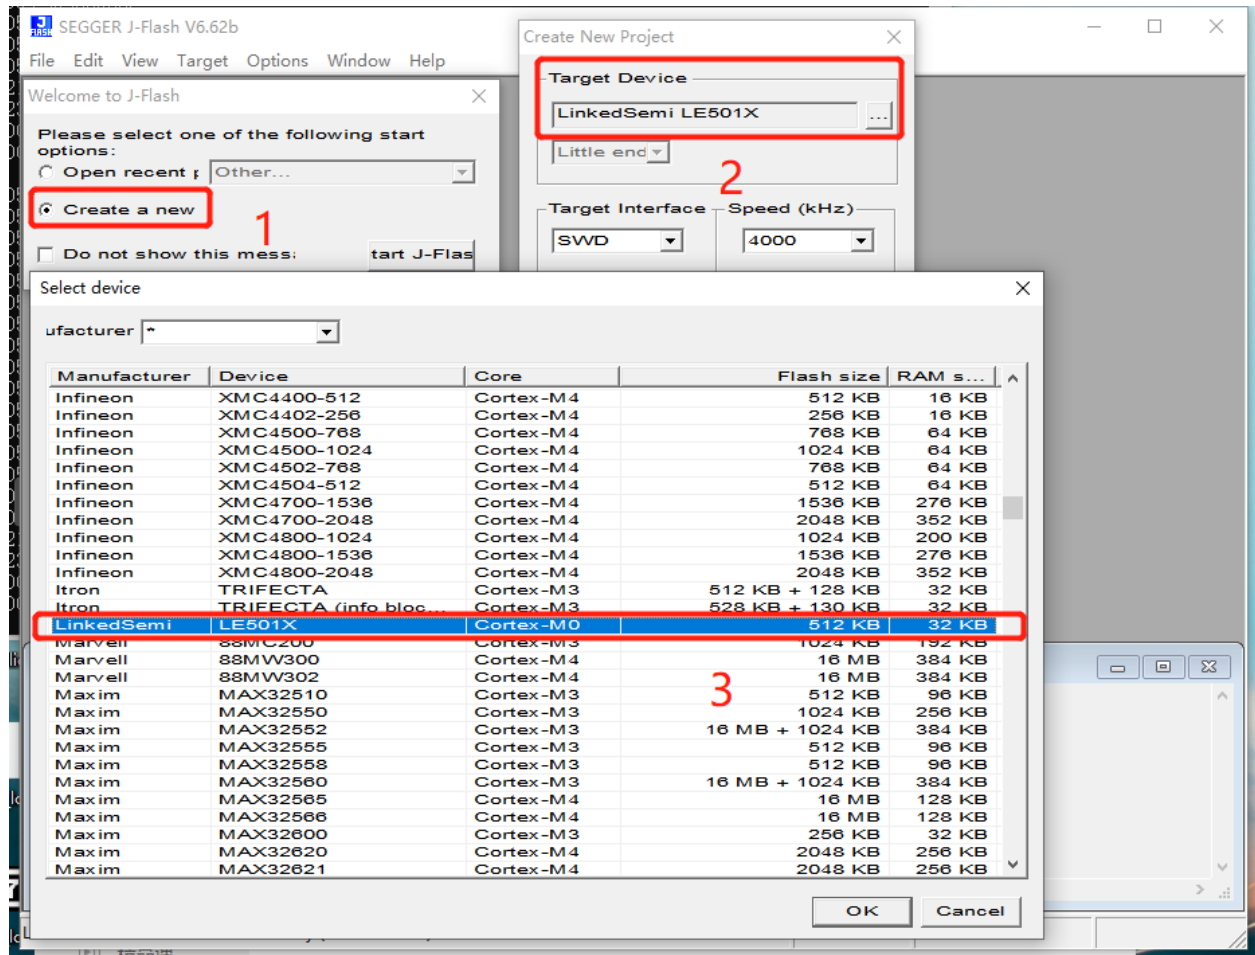 SEGGER J-Flash V6.62b
File Edit View Target Options Window Help
Welcome to J-Flash
Please select one of the following start
options:
Open recent Other...
Create a new
1
Do not show this tart J-Flas
Create New Project
Target Device
LinkedSemi LE501X ...
Little
2
Target Interface Speed (kHz)
SWD 4000
Select device
ufacturer *
Manufacturer Device Core Flash size RAM s...
Infineon XMC4400-512 Cortex-M4 512 KB 16 KB
Infineon XMC4402-256 Cortex-M4 256 KB 16 KB
Infineon XMC4500-768 Cortex-M4 768 KB 64 KB
Infineon XMC4500-1024 Cortex-M4 1024 KB 64 KB
Infineon XMC4502-768 Cortex-M4 768 KB 64 KB
Infineon XMC4504-512 Cortex-M4 512 KB 64 KB
Infineon XMC4700-1536 Cortex-M4 1536 KB 276 KB
Infineon XMC4700-2048 Cortex-M4 2048 KB 352 KB
Infineon XMC4800-1024 Cortex-M4 1024 KB 200 KB
Infineon XMC4800-1536 Cortex-M4 1536 KB 276 KB
Infineon XMC4800-2048 Cortex-M4 2048 KB 352 KB
Itron TRIFECTA Cortex-M3 512 KB + 128 KB 32 KB
Itron TRIFECTA (info bloc... Cortex-M3 528 KB + 130 KB 32 KB
LinkedSemi LE501X Cortex-M0 512 KB 32 KB
Marvell 88MC200 Cortex-M3 1024 KB 192 KB
Marvell 88MW300 Cortex-M4 16 MB 384 KB
Marvell 88MW302 Cortex-M4 16 MB 384 KB
3
Maxim MAX32510 Cortex-M3 512 KB 96 KB
Maxim MAX32550 Cortex-M3 1024 KB 256 KB
Maxim MAX32552 Cortex-M3 16 MB + 1024 KB 384 KB
Maxim MAX32555 Cortex-M3 512 KB 96 KB
Maxim MAX32558 Cortex-M3 512 KB 96 KB
Maxim MAX32560 Cortex-M3 16 MB + 1024 KB 384 KB
Maxim MAX32565 Cortex-M4 16 MB 128 KB
Maxim MAX32566 Cortex-M4 16 MB 128 KB
Maxim MAX32600 Cortex-M3 256 KB 32 KB
Maxim MAX32620 Cortex-M4 2048 KB 256 KB
Maxim MAX32621 Cortex-M4 2048 KB 256 KB
OK Cancel